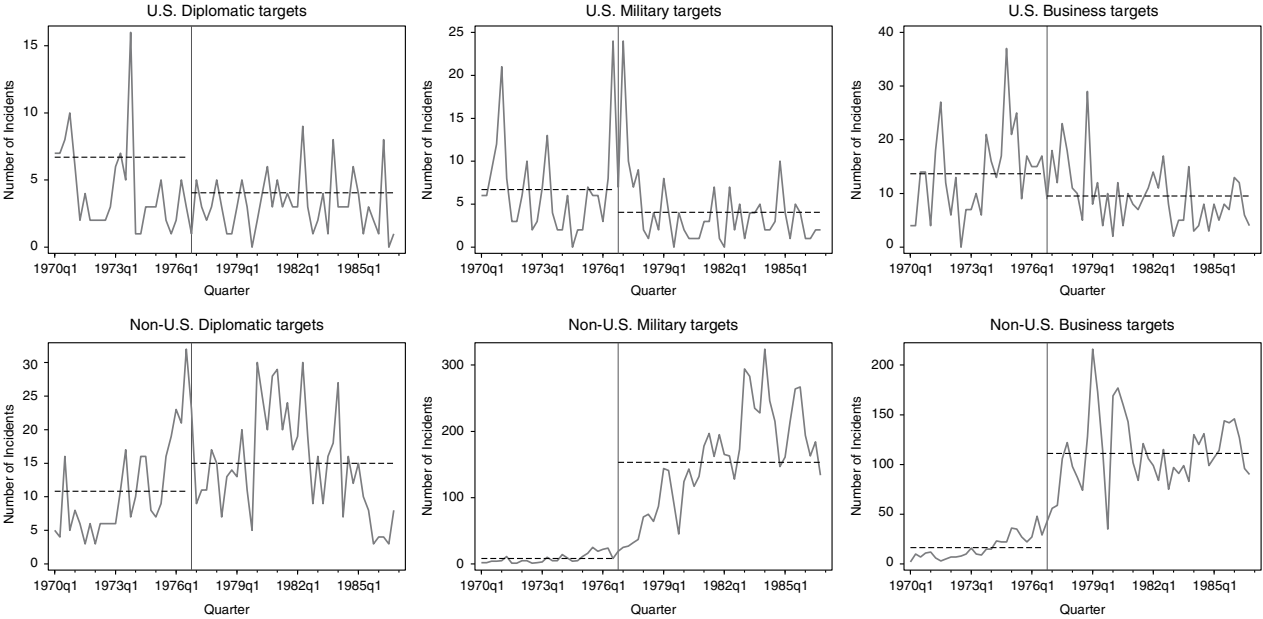 U.S. Diplomatic targets
Number of Incidents
15
10
5
0
1970q1 1973q1 1976q1 1979q1 1982q1 1985q1
Quarter
U.S. Military targets
Number of Incidents
25
20
15
10
5
0
1970q1 1973q1 1976q1 1979q1 1982q1 1985q1
Quarter
U.S. Business targets
Number of Incidents
40
30
20
10
0
1970q1 1973q1 1976q1 1979q1 1982q1 1985q1
Quarter
Non-U.S. Diplomatic targets
Number of Incidents
30
25
20
15
10
5
0
1970q1 1973q1 1976q1 1979q1 1982q1 1985q1
Quarter
Non-U.S. Military targets
Number of Incidents
300
200
100
0
1970q1 1973q1 1976q1 1979q1 1982q1 1985q1
Quarter
Non-U.S. Business targets
Number of Incidents
200
150
100
50
0
1970q1 1973q1 1976q1 1979q1 1982q1 1985q1
Quarter